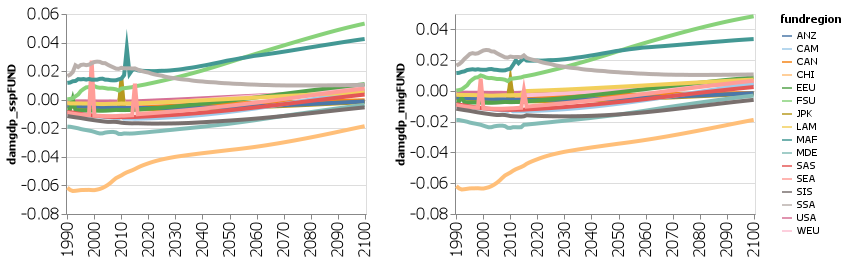 damgdp_sspFUND
0.06
0.04
0.02
0.00
-0.02
-0.04
-0.06
-0.08
1990
2000
2010
2020
2030
2040
2050
2060
2070
2080
2090
2100
damgdp_migFUND
0.04
0.02
0.00
-0.02
-0.04
-0.06
-0.08
1990
2000
2010
2020
2030
2040
2050
2060
2070
2080
2090
2100
fundregion
ANZ
CAM
CAN
CHI
EEU
FSU
JPK
LAM
MAF
MDE
SAS
SEA
SIS
SSA
USA
WEU